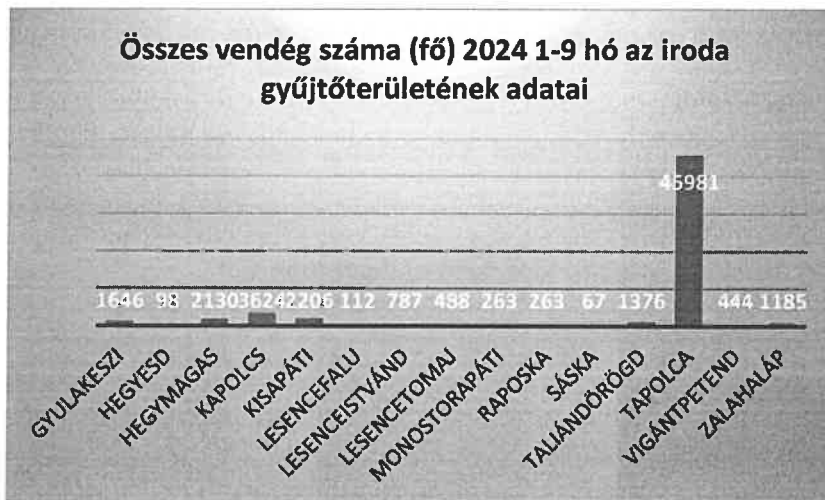 Összes vendég száma (fő) 2024 1-9 hó az iroda
gyűjtőterületének adatai
45981
1646 98 2130 3624 2206 112 787 488 263 263 67 1376 444 1185
GYULAKESZI
HEGYESD
HEGYMAGAS
KAPOLCS
KISAPÁTI
LESENCEFALU
LESENCEISTVÁND
LESENCETOMAJ
MONOSTORAPÁTI
RAPOSKA
SÁSKA
TALIÁNDÖRÖGD
TAPOLCA
VIGÁNTPETEND
ZALAHALÁP